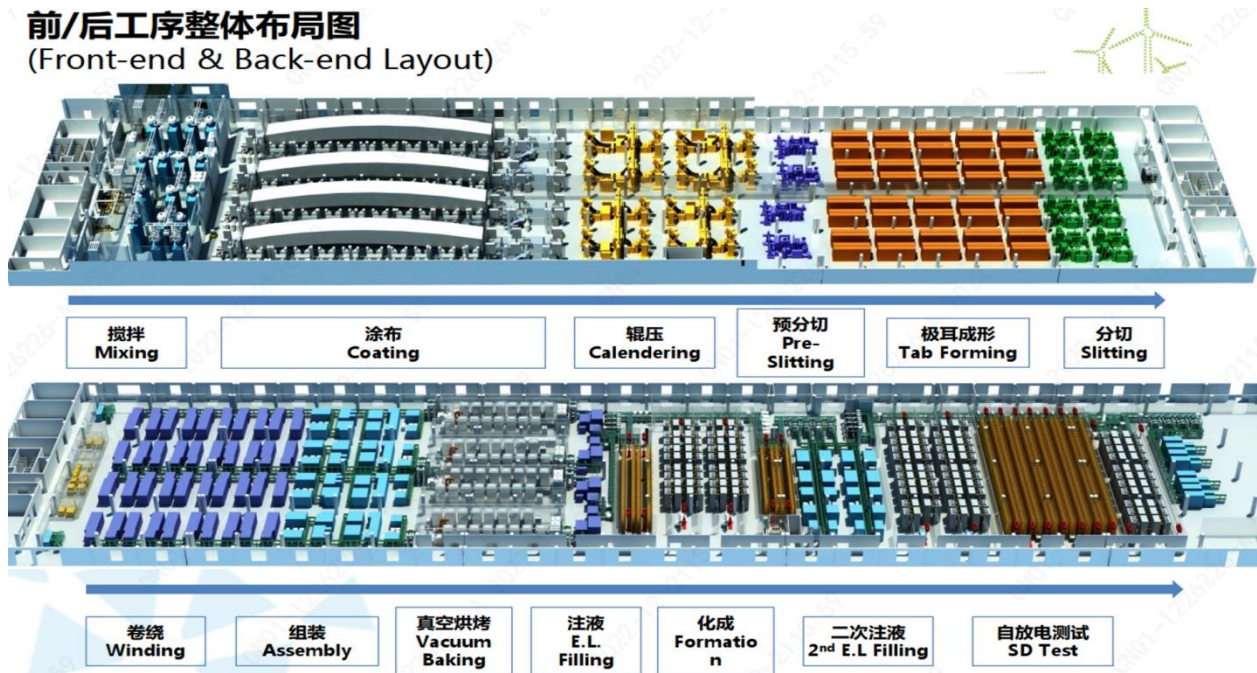 前/后工序整体布局图
(Front-end & Back-end Layout)
搅拌
Mixing
涂布
Coating
辊压
Calendering
预分切
Pre-
Slitting
极耳成形
Tab Forming
分切
Slitting
卷绕
Winding
组装
Assembly
真空烘烤
Vacuum
Baking
注液
E.L.
Filling
化成
Formatio
n
二次注液
2nd E.L Filling
自放电测试
SD Test